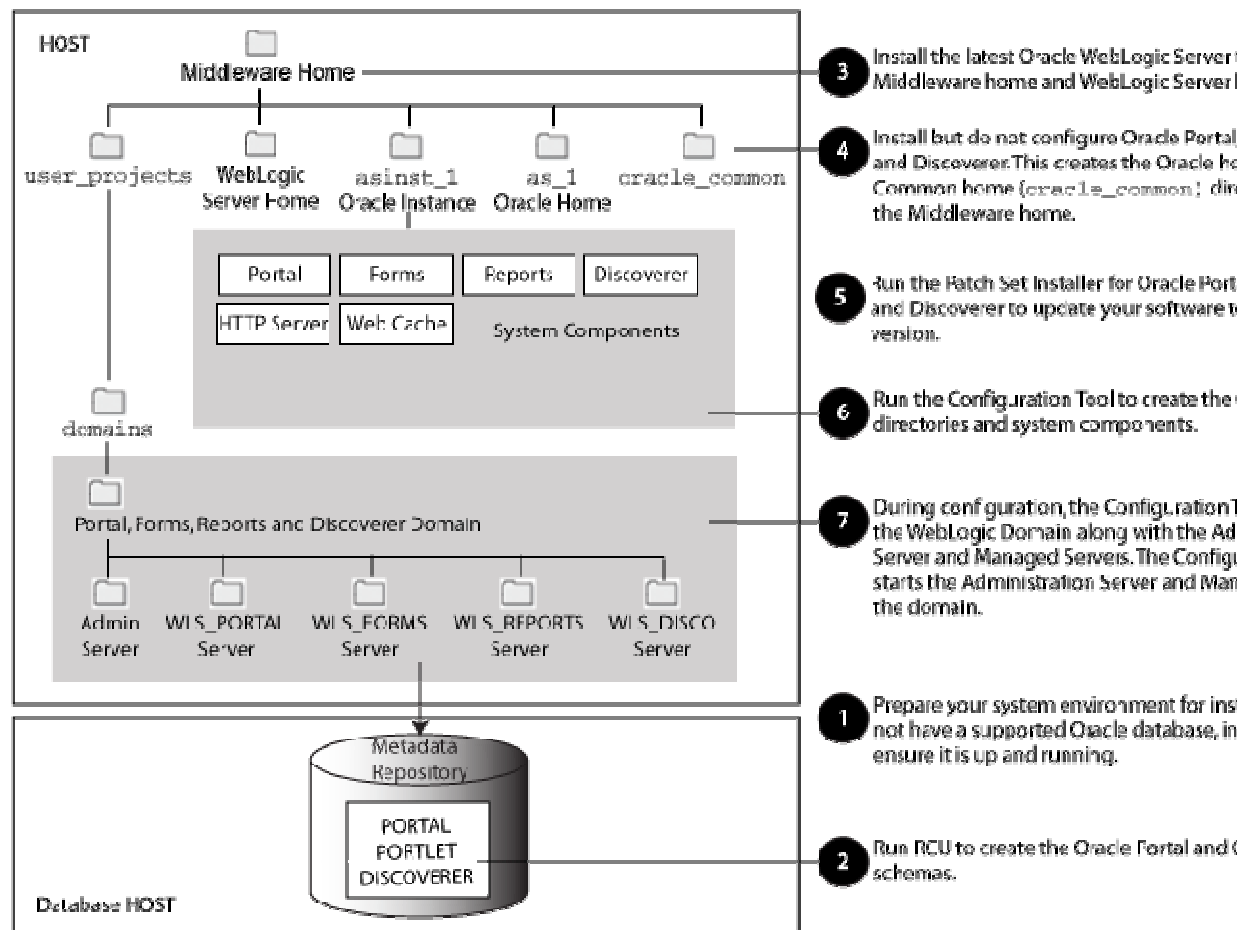 HOST
Middleware Home
user_projects
WebLogic
Server Home
asinst_1
Oracle Instance
as_1
Oracle Home
oracle_common
Portal
Forms
Reports
Discoverer
HTTP Server
Web Cache
System Components
domains
Portal, Forms, Reports and Discoverer Domain
Admin
Server
WLS_PORTAL
Server
WLS_FORMS
Server
WLS_REPORTS
Server
WLS_DISCO
Server
Metadata
Repository
PORTAL
PORTLET
DISCOVERER
Database HOST
3
Install the latest Oracle WebLogic Server
Middleware home and WebLogic Server
4
Install but do not configure Oracle Portal,
and Discoverer. This creates the Oracle
Common home (oracle_common)
the Middleware home.
5
Run the Patch Set Installer for Oracle
and Discoverer to update your software
version.
6
Run the Configuration Tool to create the
directories and system components.
7
During configuration, the Configuration
the WebLogic Domain along with the
Server and Managed Servers. The
starts the Administration Server and
the domain.
1
Prepare your system environment for
not have a supported Oracle database,
ensure it is up and running.
2
Run RCU to create the Oracle Portal and
schemas.